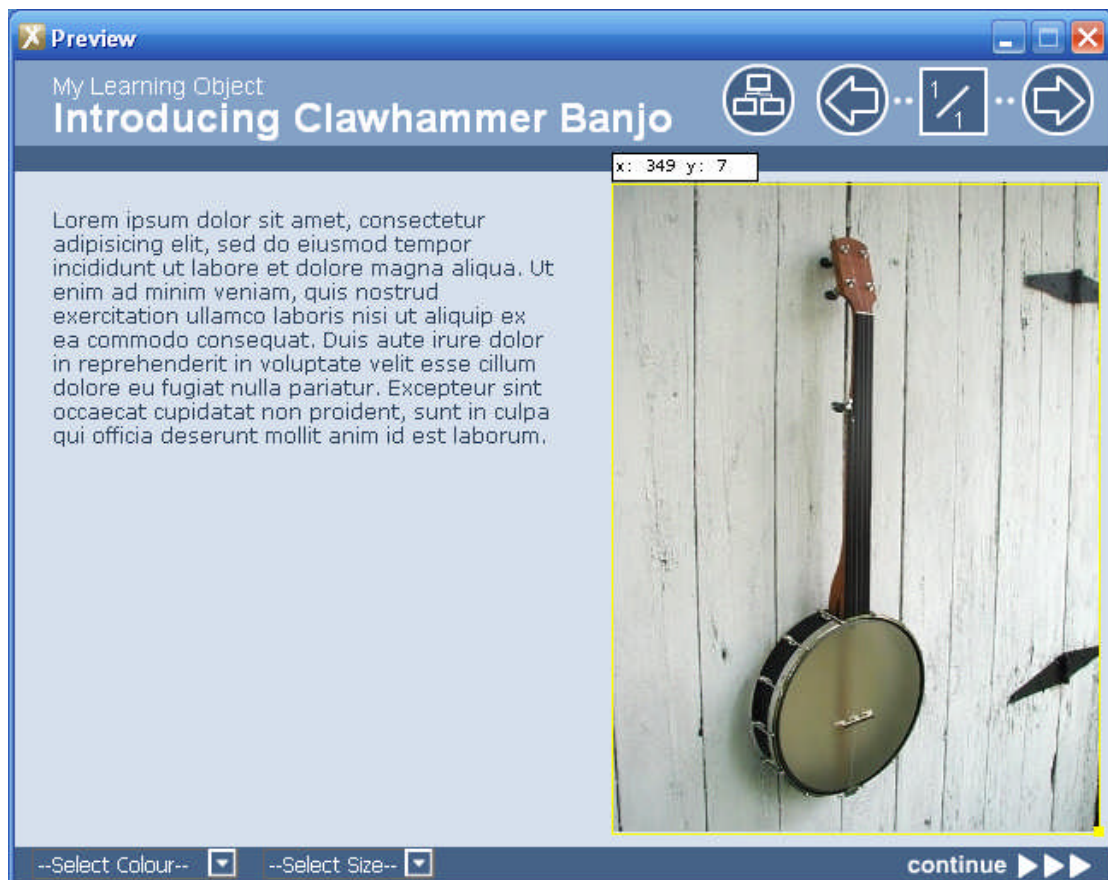 Preview
My Learning Object
Introducing Clawhammer Banjo
1/1
x: 349 y: 7
Lorem ipsum dolor sit amet, consectetur
adipisicing elit, sed do eiusmod tempor
incididunt ut labore et dolore magna aliqua. Ut
enim ad minim veniam, quis nostrud
exercitation ullamco laboris nisi ut aliquip ex
ea commodo consequat. Duis aute irure dolor
in reprehenderit in voluptate velit esse cillum
dolore eu fugiat nulla pariatur. Excepteur sint
occaecat cupidatat non proident, sunt in culpa
qui officia deserunt mollit anim id est laborum.
--Select Colour-- --Select Size-- continue